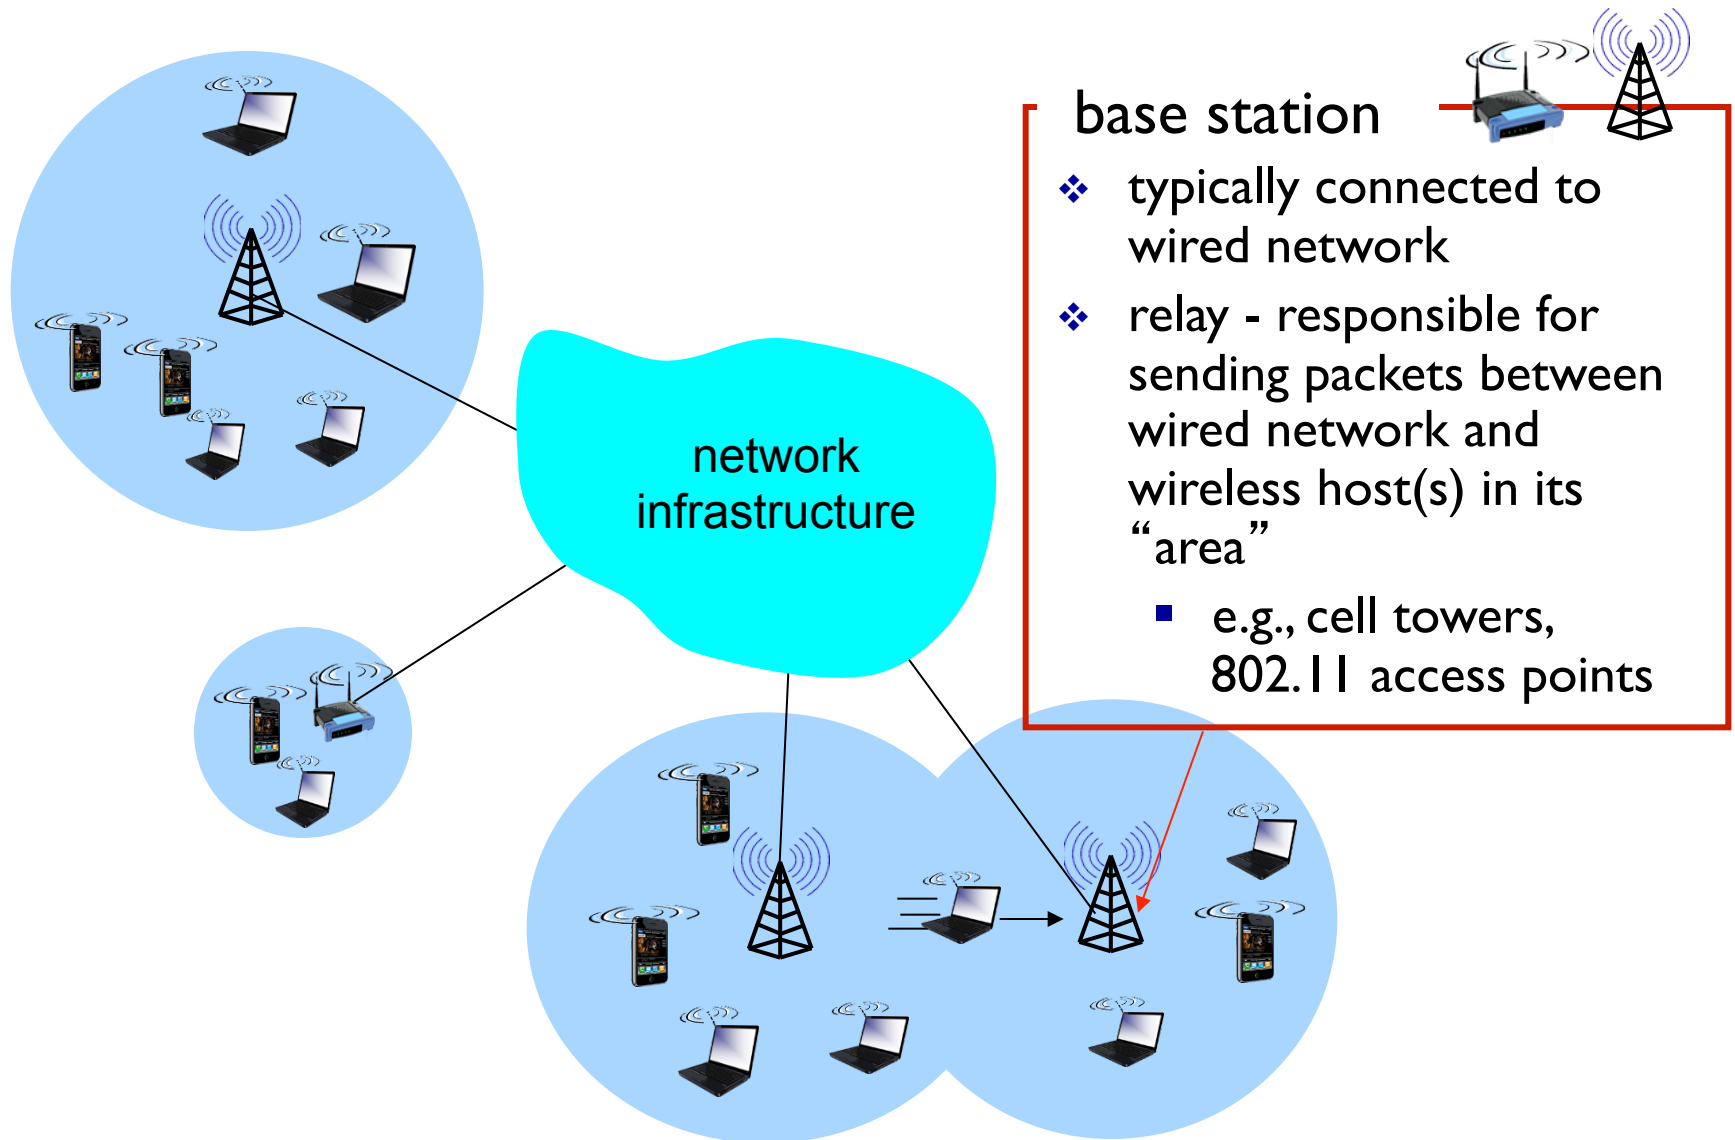 base station
❖ typically connected to
wired network
❖ relay - responsible for
sending packets between
wired network and
wireless host(s) in its
“area”
▪ e.g., cell towers,
802.11 access points
network
infrastructure